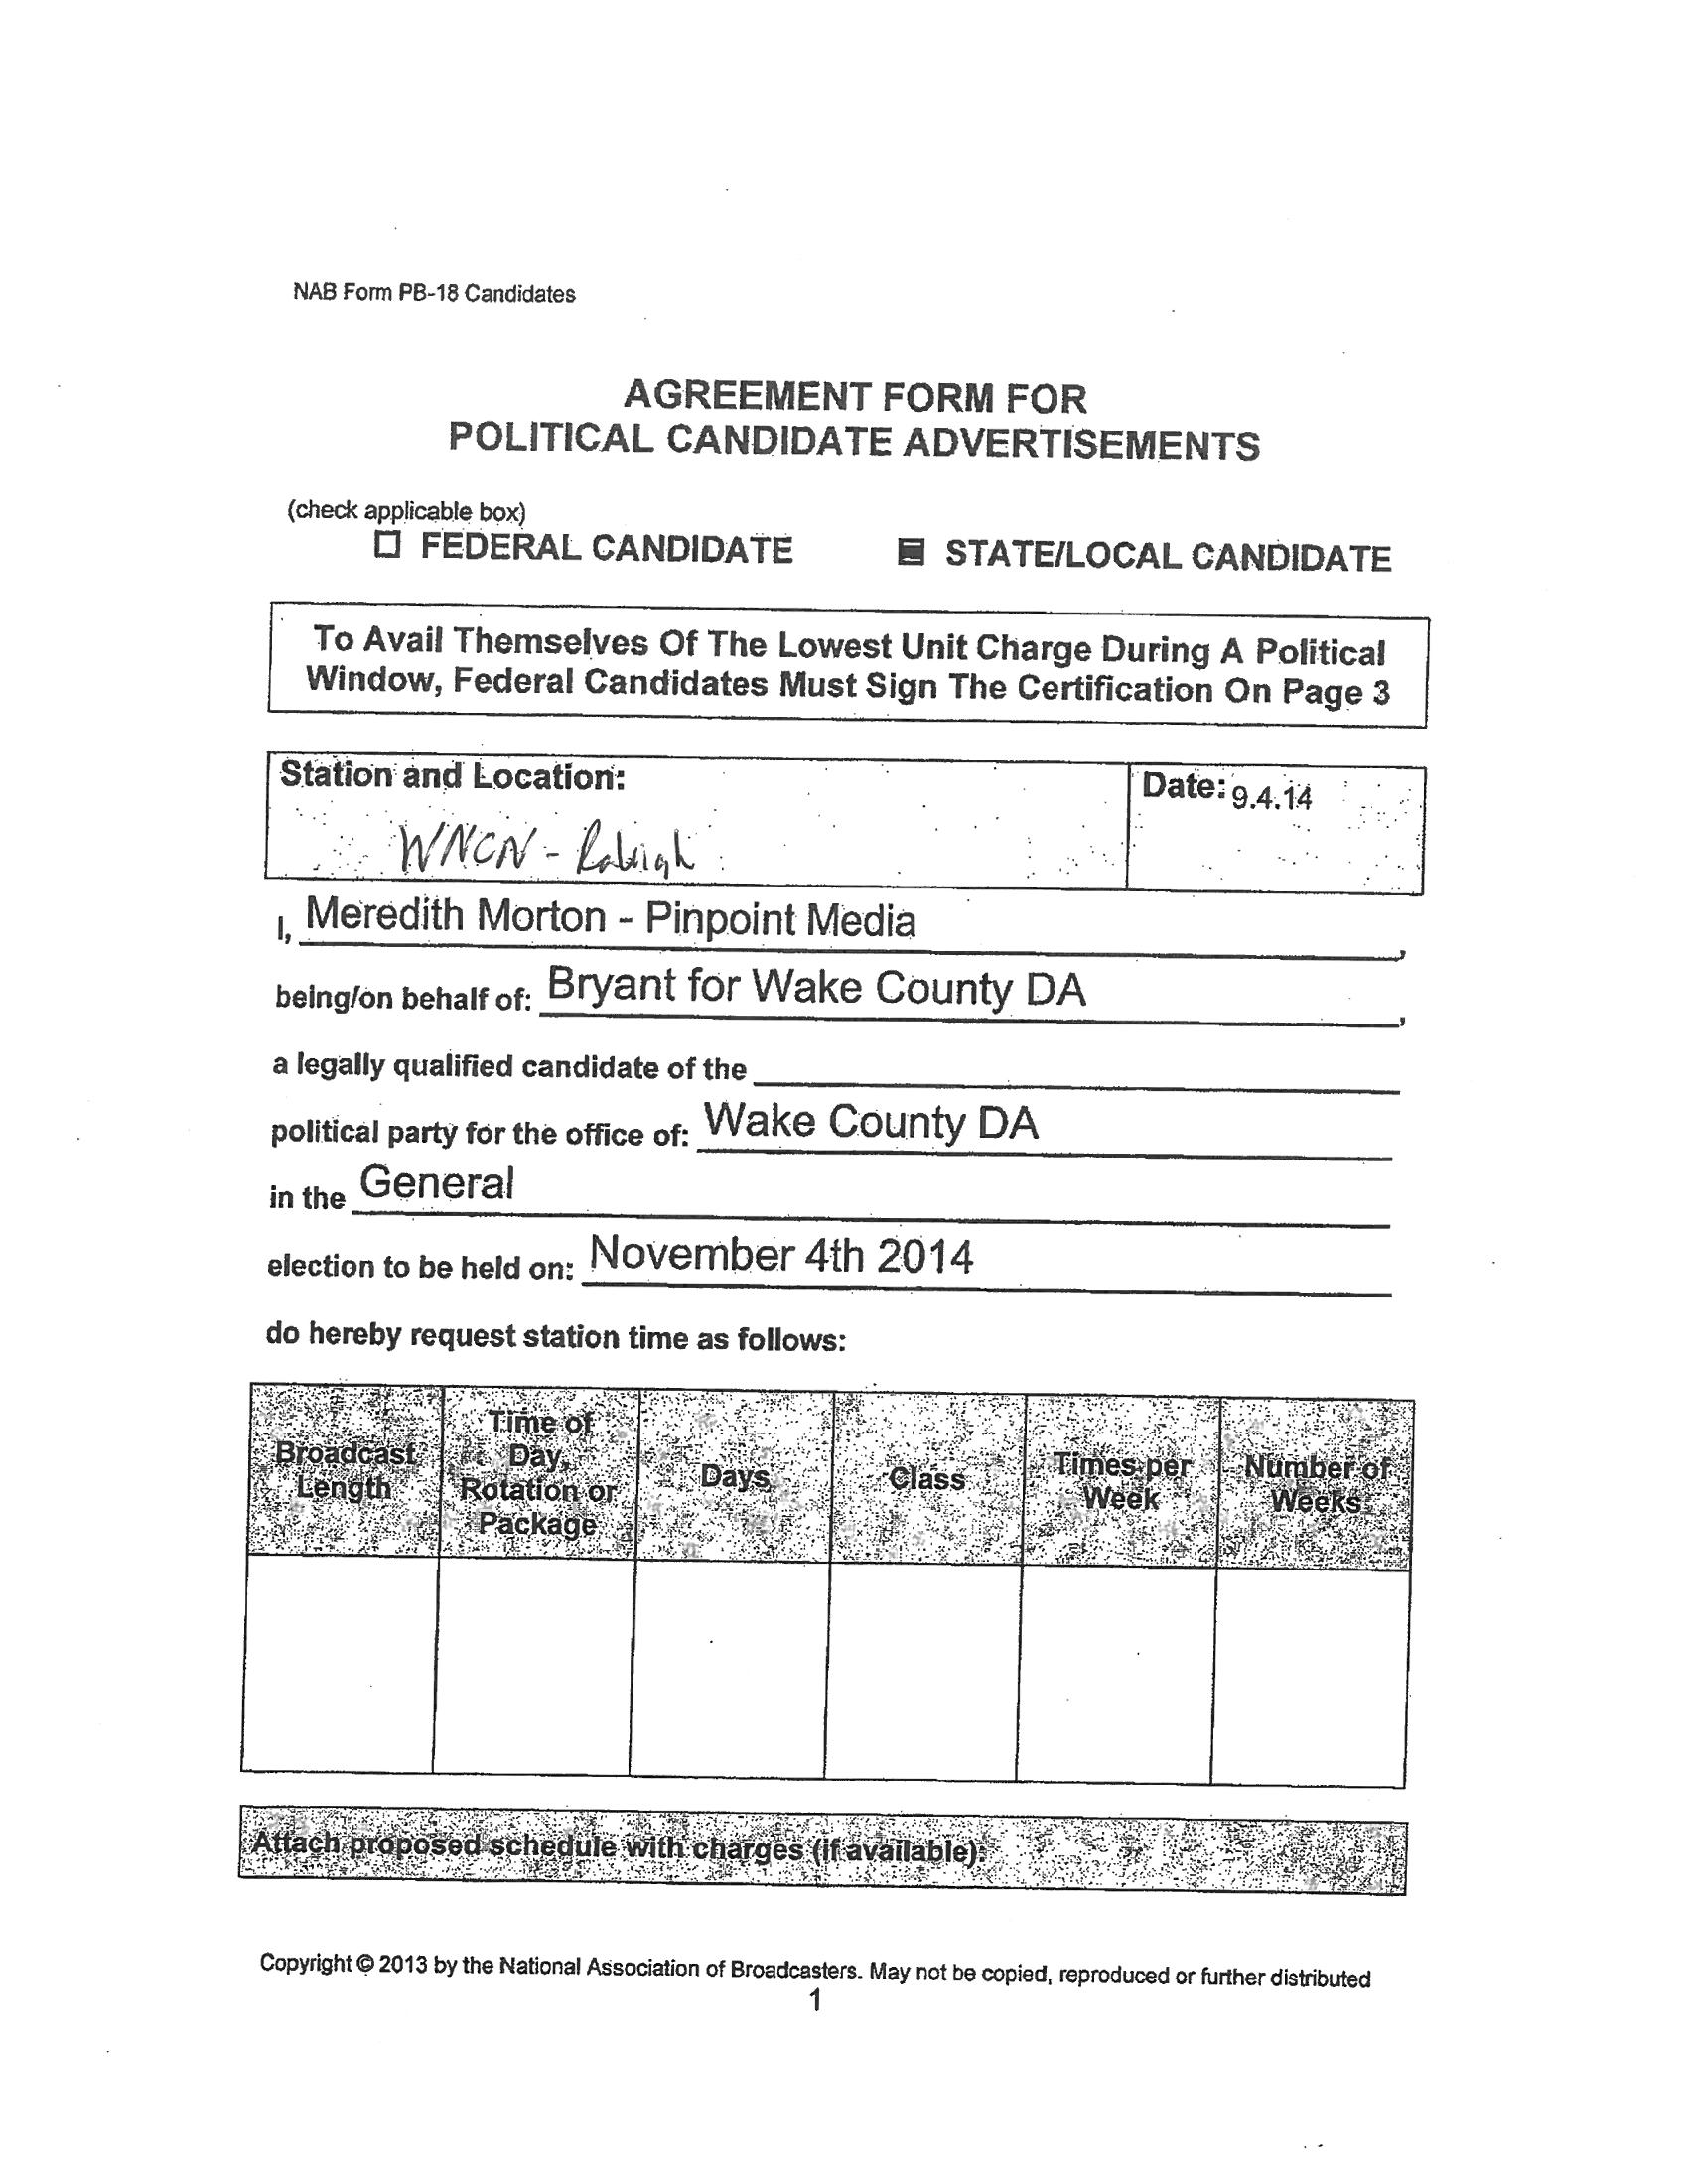 NAB Form PB-18 Candidates
AGREEMENT FORM FOR
POLITICAL CANDIDATE ADVERTISEMENTS
(check applicable box)
☐ FEDERAL CANDIDATE ☒ STATE/LOCAL CANDIDATE
To Avail Themselves Of The Lowest Unit Charge During A Political
Window, Federal Candidates Must Sign The Certification On Page 3
Station and Location: Date: 9.4.14
WNCN - Raleigh
I, Meredith Morton - Pinpoint Media,
being/on behalf of: Bryant for Wake County DA,
a legally qualified candidate of the
political party for the office of: Wake County DA
in the General
election to be held on: November 4th 2014
do hereby request station time as follows:
Broadcast Length
Time of Day, Rotation or Package
Days
Class
Times per Week
Number of Weeks
Attach proposed schedule with charges (if available):
Copyright © 2013 by the National Association of Broadcasters. May not be copied, reproduced or further distributed
1